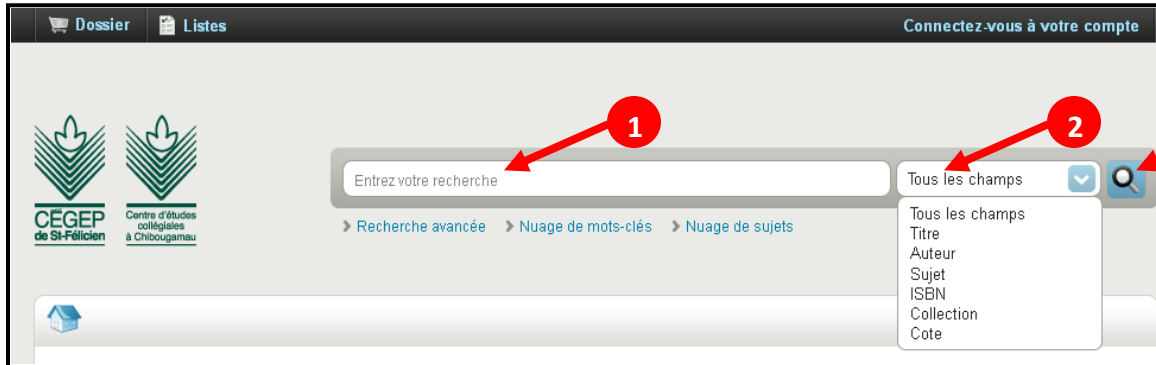 Dossier Listes Connectez-vous à votre compte
1 2
Entrez votre recherche Tous les champs
Recherche avancée Nuage de mots-clés Nuage de sujets
CÉGEP
de St-Félicien
Centre d'études
collégiales
à Chibougamau
Tous les champs
Titre
Auteur
Sujet
ISBN
Collection
Cote